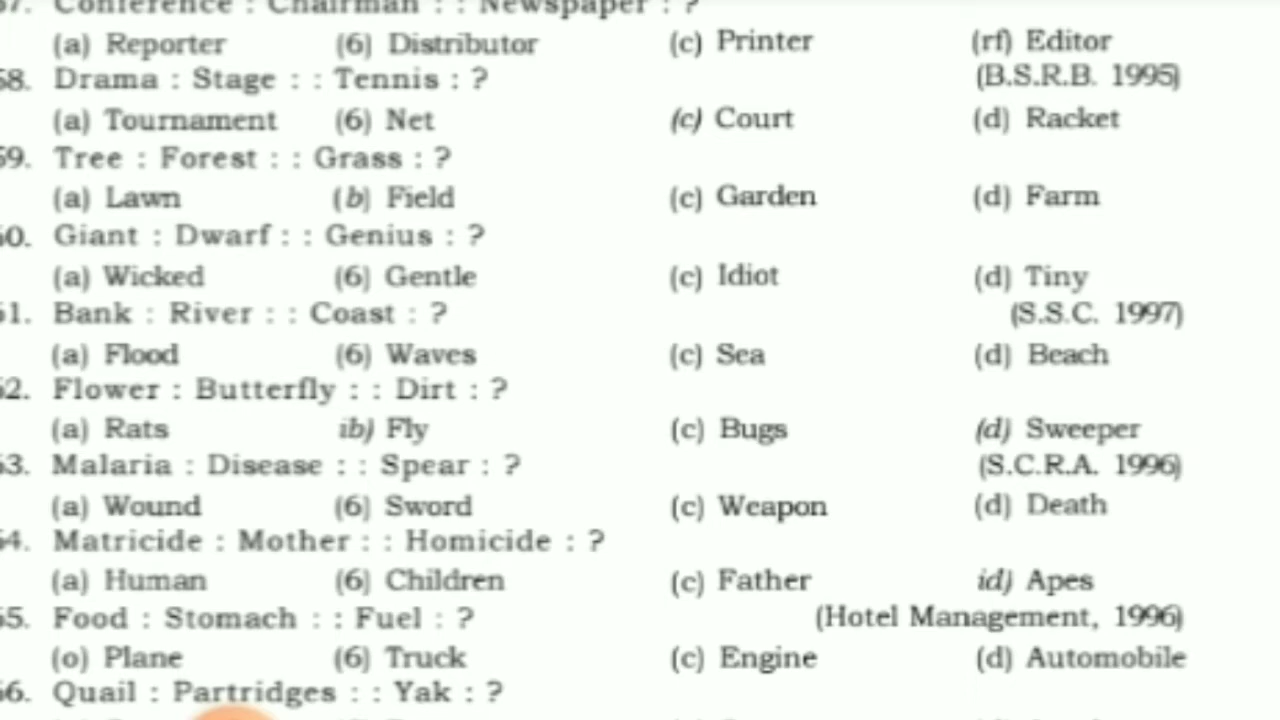 57. Conference : Chairman : : Newspaper : ?
(a) Reporter (6) Distributor (c) Printer (rf) Editor
58. Drama : Stage : : Tennis : ? (B.S.R.B. 1995)
(a) Tournament (6) Net (c) Court (d) Racket
59. Tree : Forest : : Grass : ?
(a) Lawn (b) Field (c) Garden (d) Farm
60. Giant : Dwarf : : Genius : ?
(a) Wicked (6) Gentle (c) Idiot (d) Tiny
61. Bank : River : : Coast : ? (S.S.C. 1997)
(a) Flood (6) Waves (c) Sea (d) Beach
62. Flower : Butterfly : : Dirt : ?
(a) Rats ib) Fly (c) Bugs (d) Sweeper
63. Malaria : Disease : : Spear : ? (S.C.R.A. 1996)
(a) Wound (6) Sword (c) Weapon (d) Death
64. Matricide : Mother : : Homicide : ?
(a) Human (6) Children (c) Father id) Apes
65. Food : Stomach : : Fuel : ? (Hotel Management, 1996)
(o) Plane (6) Truck (c) Engine (d) Automobile
66. Quail : Partridges : : Yak : ?